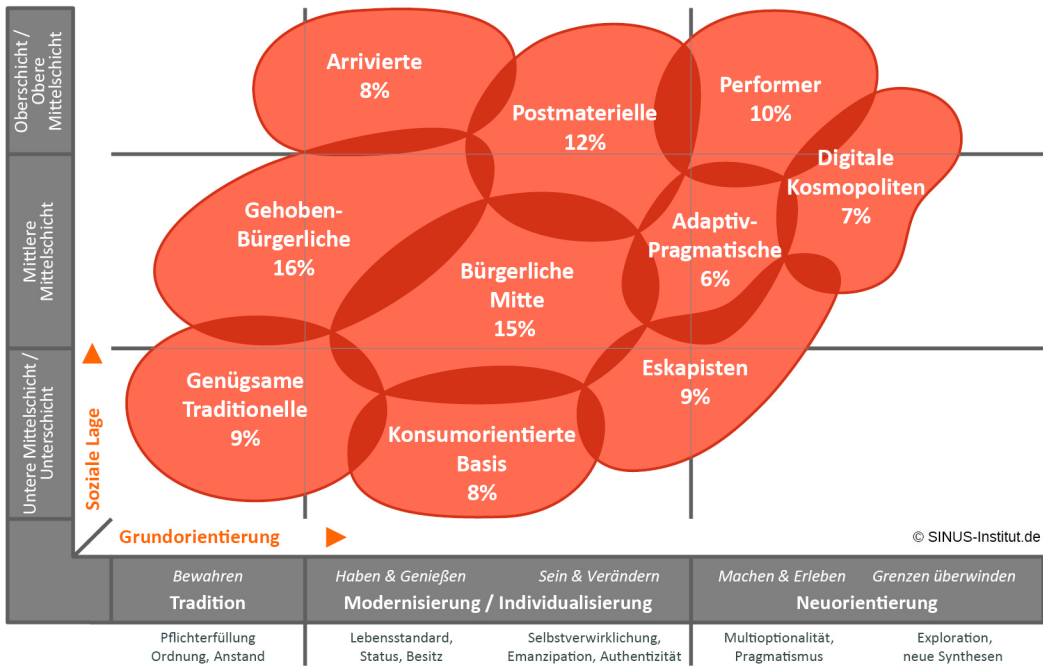 Oberschicht /
Obere
Mittelschicht
Mittlere
Mittelschicht
Untere Mittelschicht /
Unterschicht
Soziale Lage
Arrivierte
8%
Postmaterielle
12%
Performer
10%
Digitale
Kosmopoliten
7%
Gehoben-
Bürgerliche
16%
Adaptiv-
Pragmatische
6%
Bürgerliche
Mitte
15%
Genügsame
Traditionelle
9%
Konsumorientierte
Basis
8%
Eskapisten
9%
Grundorientierung
© SINUS-Institut.de
Bewahren
Tradition
Haben & Genießen
Sein & Verändern
Modernisierung / Individualisierung
Machen & Erleben
Grenzen überwinden
Neuorientierung
Pflichterfüllung
Ordnung, Anstand
Lebensstandard,
Status, Besitz
Selbstverwirklichung,
Emanzipation, Authentizität
Multioptionalität,
Pragmatismus
Exploration,
neue Synthesen